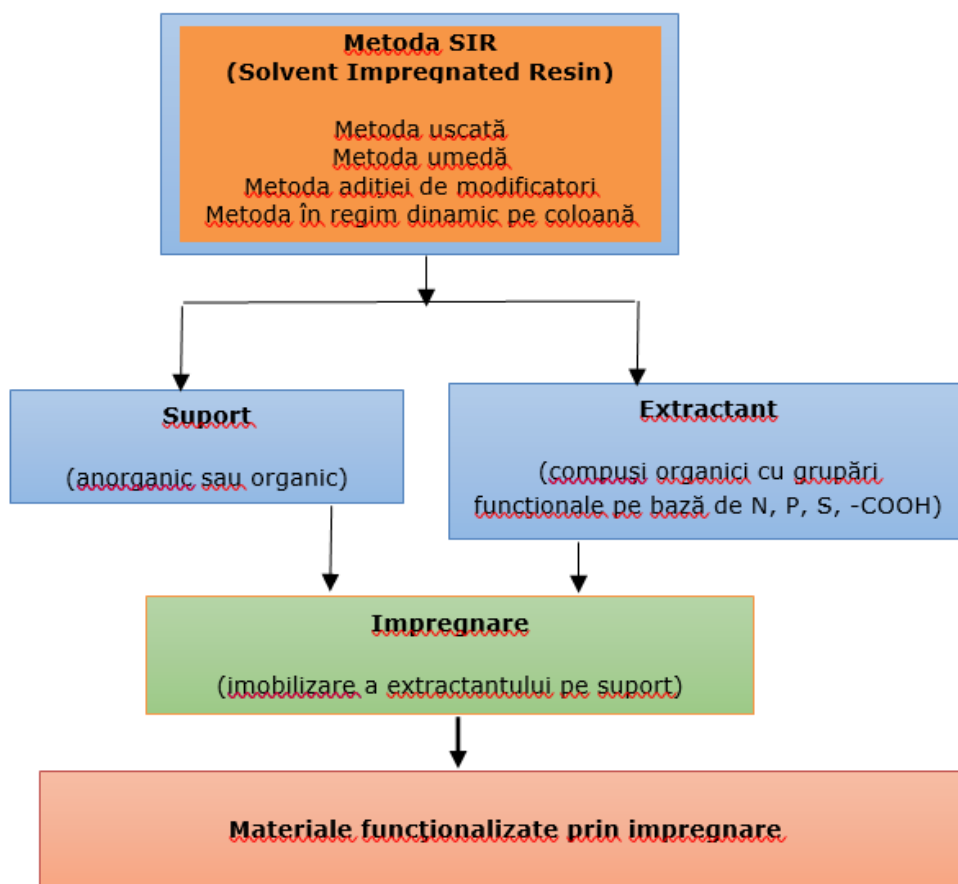 Metoda SIR
(Solvent Impregnated Resin)
Metoda uscată
Metoda umedă
Metoda adiției de modificatori
Metoda în regim dinamic pe coloană
Suport
(anorganic sau organic)
Extractant
(compuși organici cu grupări
funcționale pe bază de N, P, S, -COOH)
Impregnare
(imobilizare a extractantului pe suport)
Materiale funcţionalizate prin impregnare